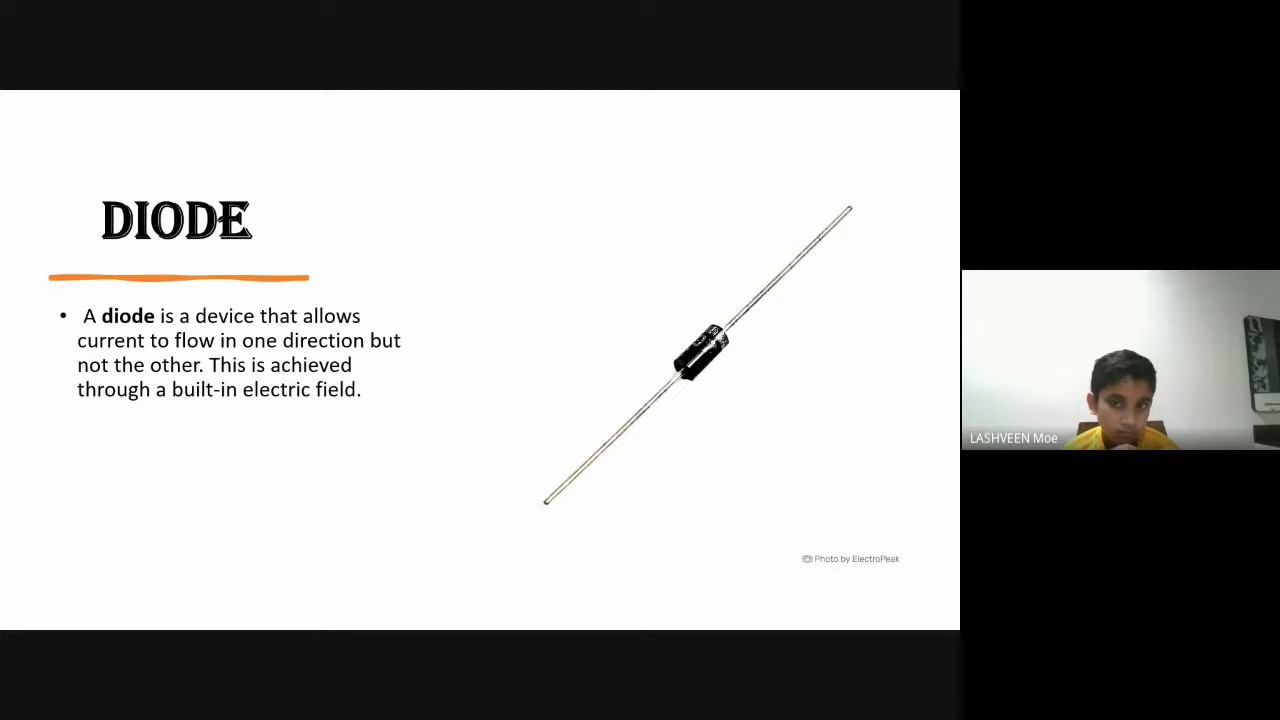 DIODE
• A diode is a device that allows
current to flow in one direction but
not the other. This is achieved
through a built-in electric field.
Photo by ElectroPeak
LASHVEEN Moe